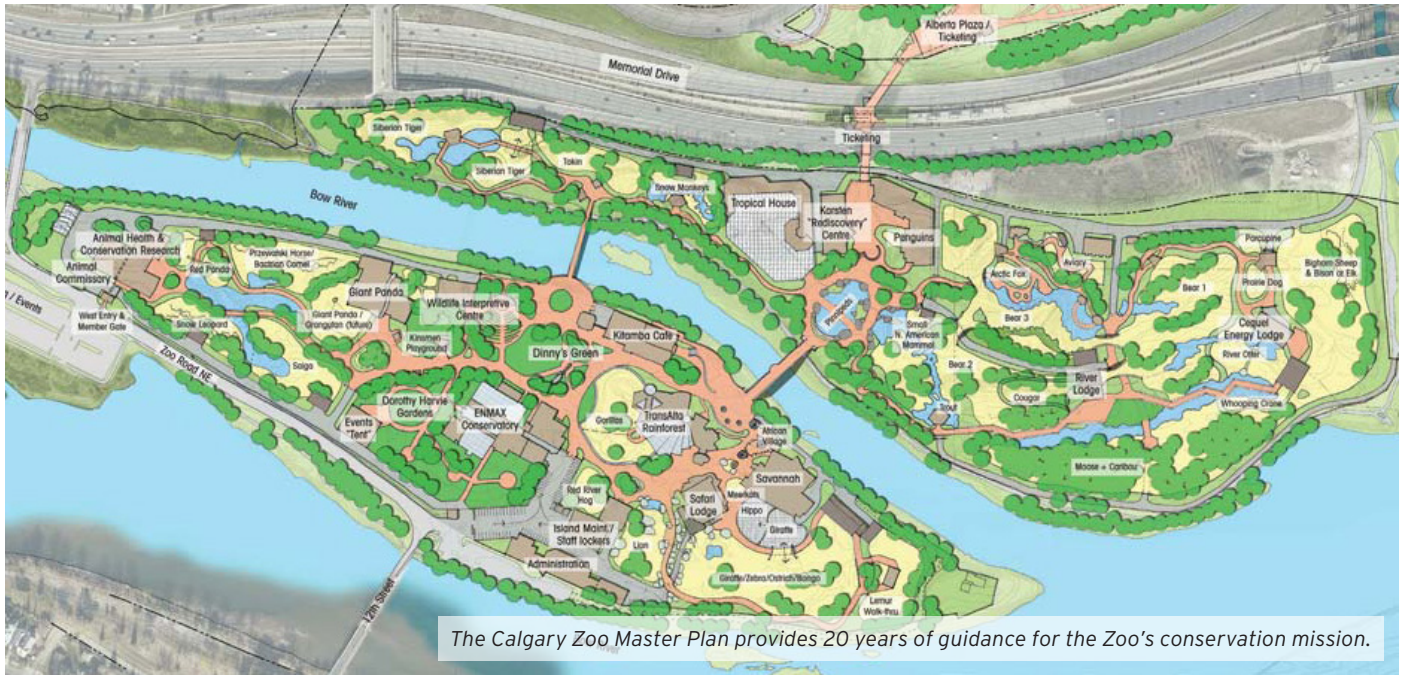 Alberta Plaza /
Ticketing
Memorial Drive
Ticketing
Siberian Tiger
Siberian Tiger
Takin
Snow Monkeys
Bow River
Tropical House
Karsten
"Rediscovery"
Centre
Penguins
Pinnipeds
Arctic Fox
Aviary
Porcupine
Bighorn Sheep
& Bison or Elk
Prairie Dog
Bear 1
Bear 3
Cequel
Energy Lodge
River Otter
Small
N. American
Mammel
Bear 2
River
Lodge
Cougar
Whooping Crane
Trout
Moose + Caribou
Animal Health &
Conservation Research
Animal
Commissary
/ Events
West Entry &
Member Gate
Red Panda
Przewalski Horse/
Bactrian Camel
Giant Panda
Giant Panda /
Orangutan (future)
Wildlife Interpretive
Centre
Snow Leopard
Kinsmen
Playground
Kitamba Cafe
Dinny's Green
Zoo Road NE
Saiga
Dorothy Harvie
Gardens
Events
"Tent"
ENMAX
Conservatory
Gorillas
TransAlta
Rainforest
African
Village
Savannah
Red River
Hog
Safari
Lodge
Meerkats
Hippo
Giraffe
Island Maint./
Staff lockers
Lion
Administration
Giraffe/Zebra/Ostrich/Bongo
Lemur
Walk-thru
12th Street
The Calgary Zoo Master Plan provides 20 years of guidance for the Zoo's conservation mission.